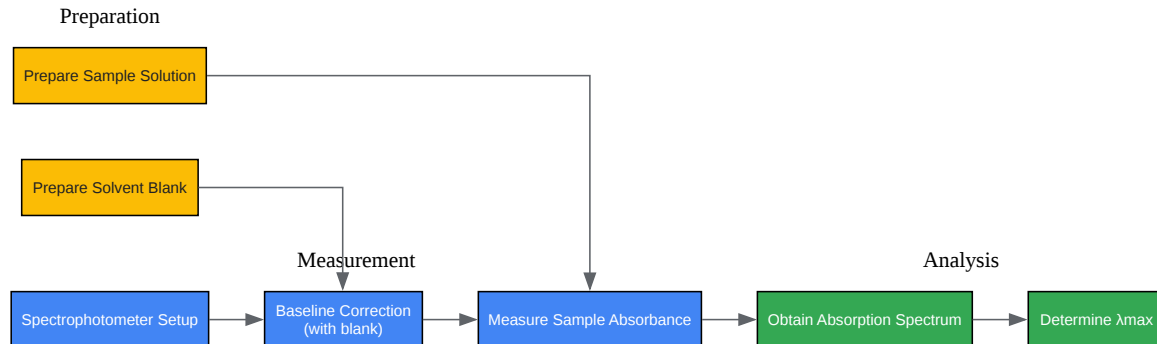 Preparation
Prepare Sample Solution
Prepare Solvent Blank
Measurement
Analysis
Spectrophotometer Setup
Baseline Correction
(with blank)
Measure Sample Absorbance
Obtain Absorption Spectrum
Determine λmax